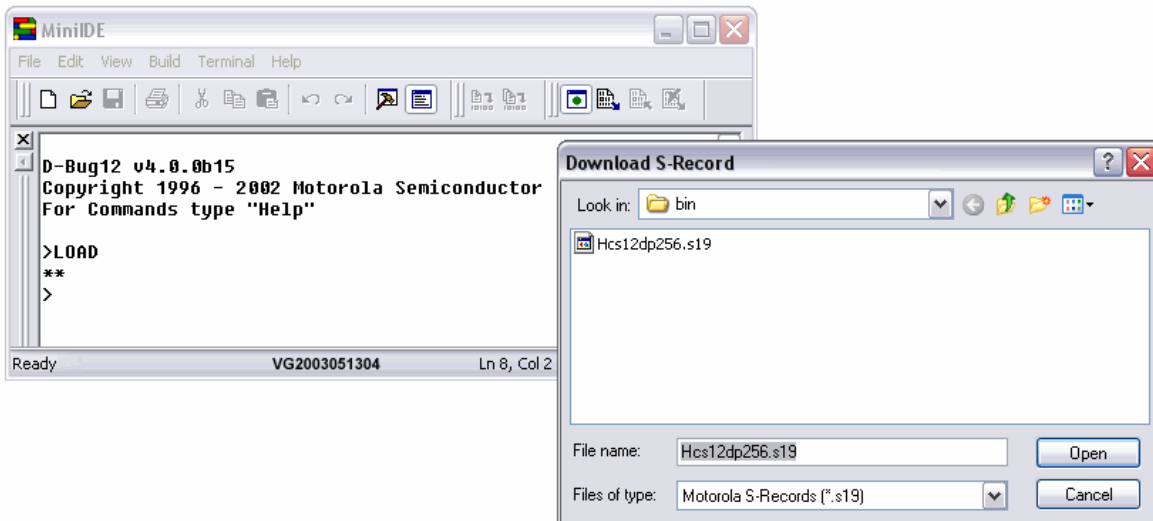 MiniIDE
File Edit View Build Terminal Help
D-Bug12 v4.0.0b15
Copyright 1996 - 2002 Motorola Semiconductor
For Commands type "Help"
>LOAD
**
>
Ready VG2003051304 Ln 8, Col 2
Download S-Record
Look in: bin
Hcs12dp256.s19
File name: Hcs12dp256.s19 Open
Files of type: Motorola S-Records (*.s19) Cancel